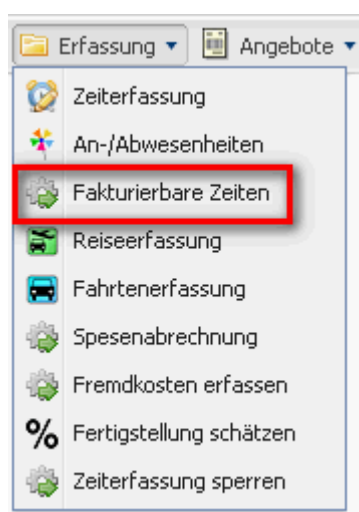 Erfassung Angebote
Zeiterfassung
An-/Abwesenheiten
Fakturierbare Zeiten
Reiseerfassung
Fahrtenerfassung
Spesenabrechnung
Fremdkosten erfassen
% Fertigstellung schätzen
Zeiterfassung sperren